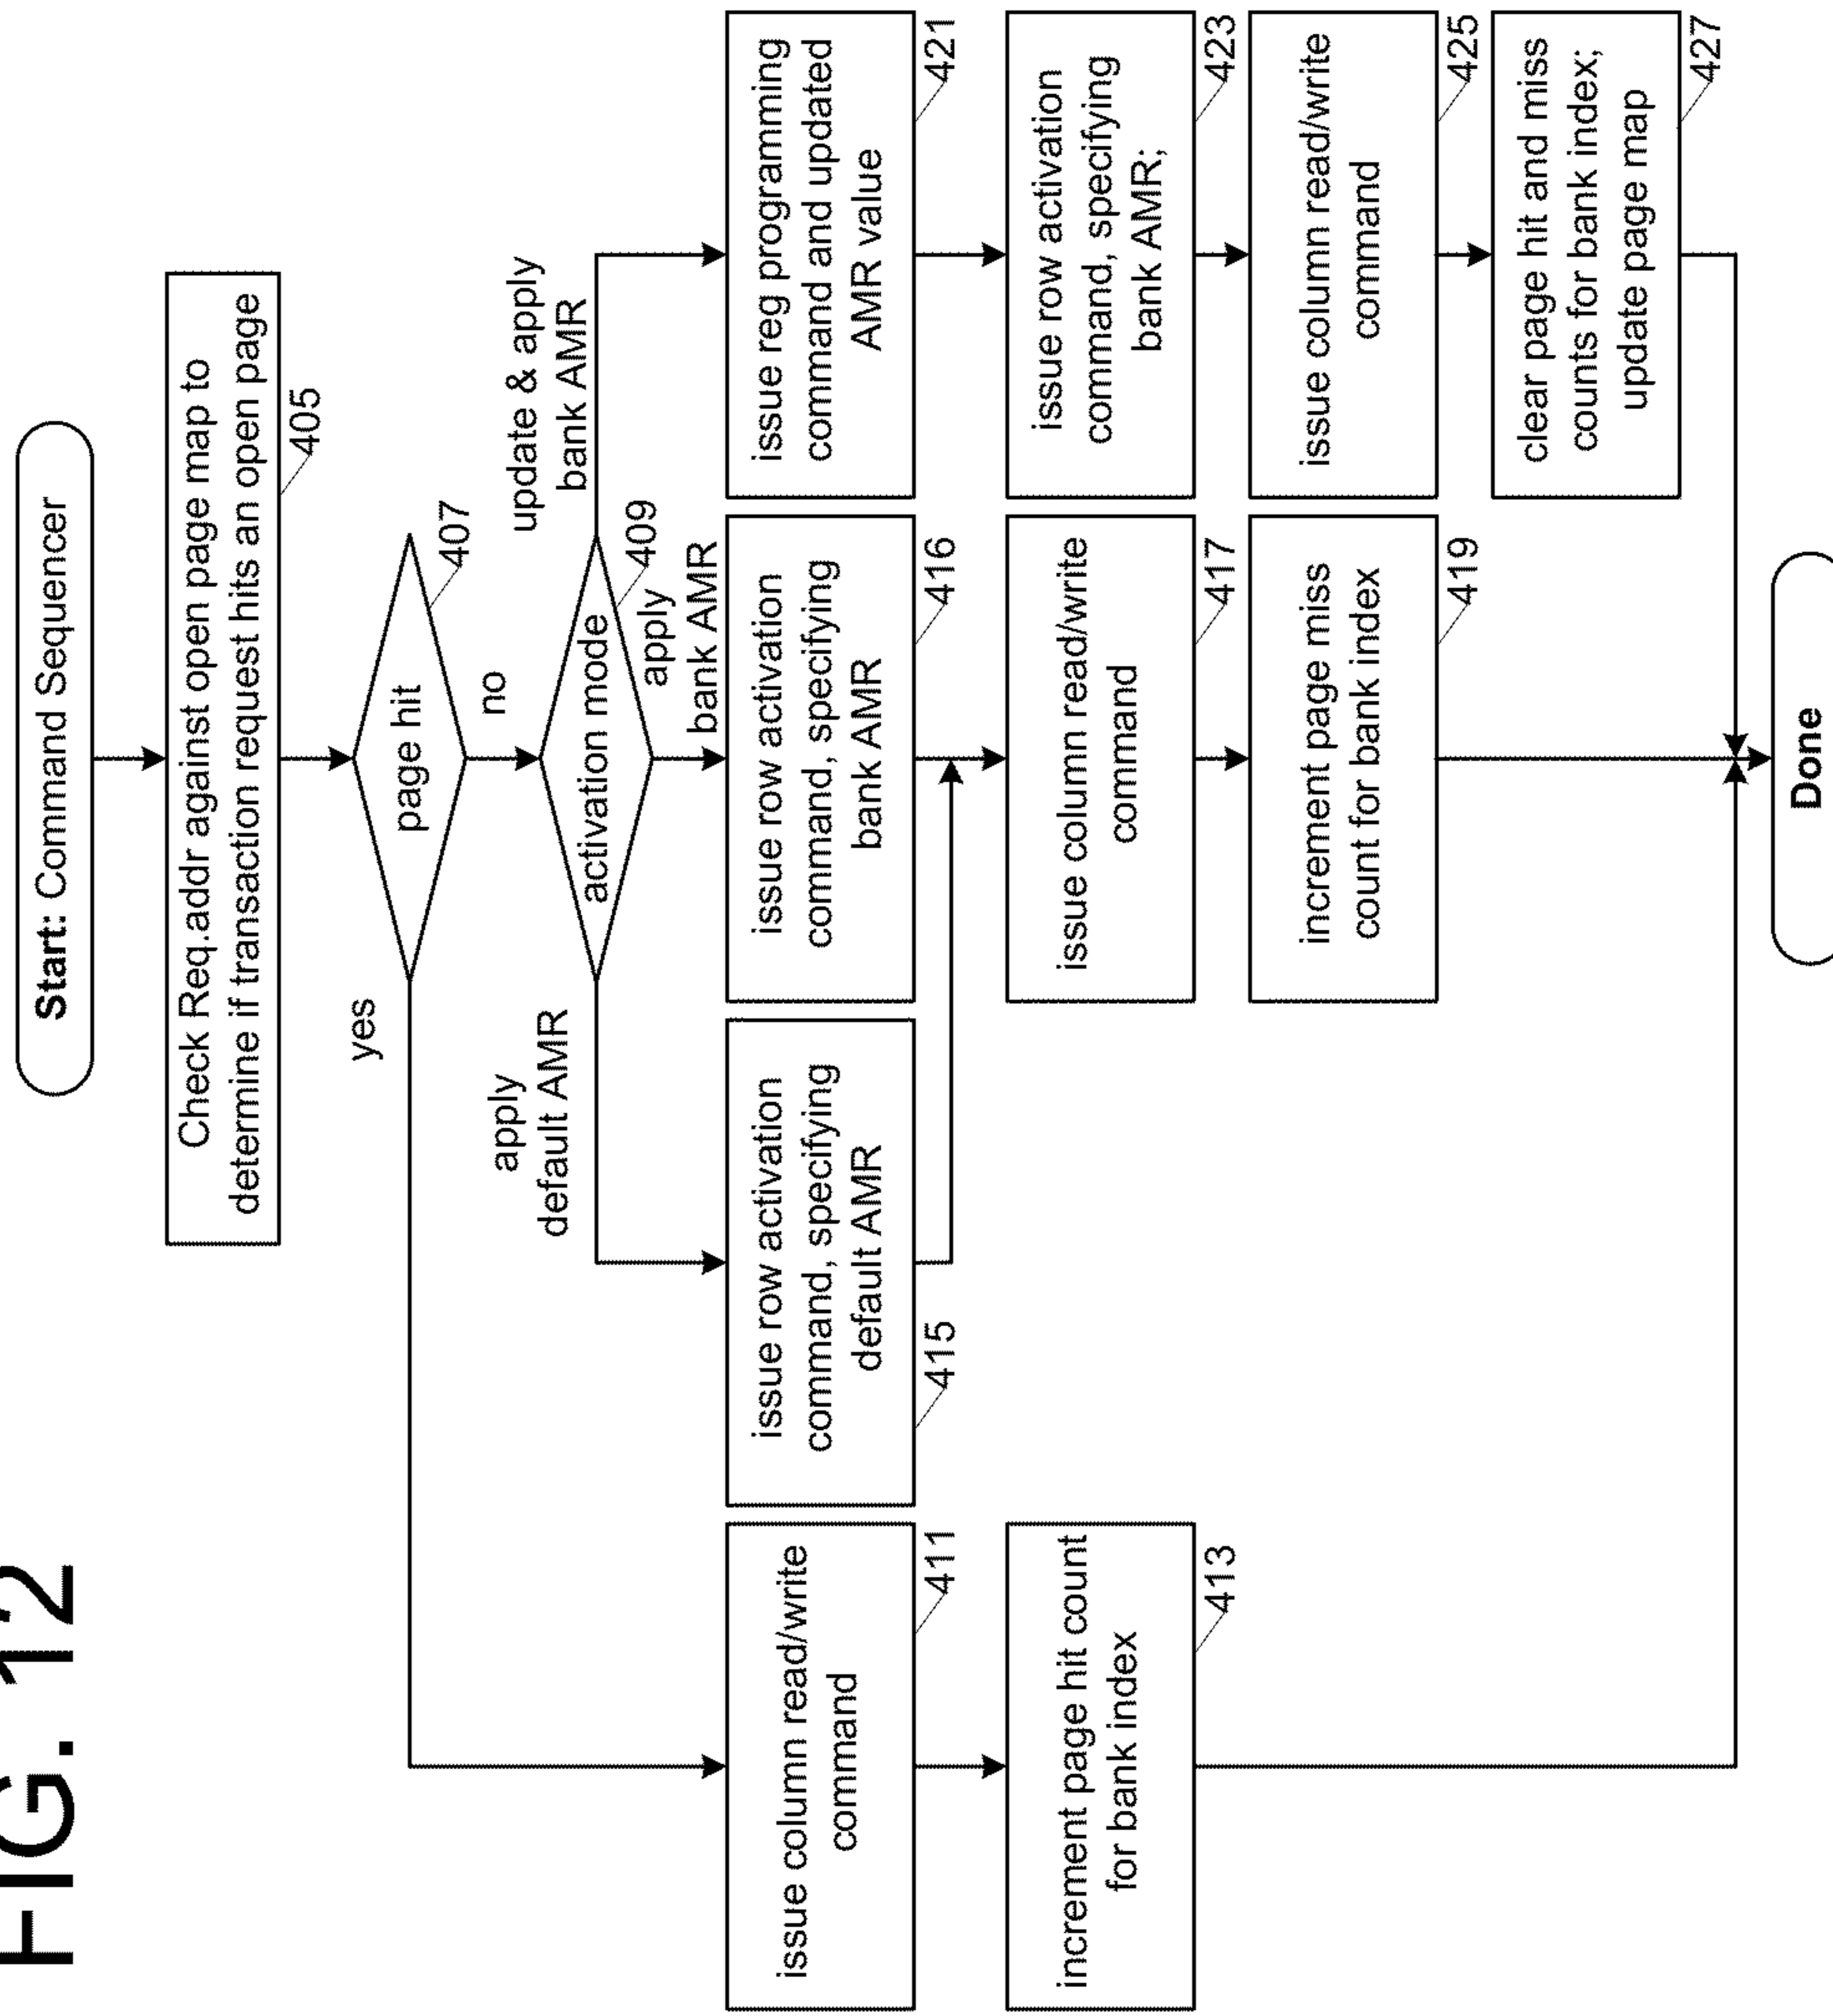 FIG. 12
Start: Command Sequencer
Check Req.addr against open page map to
determine if transaction request hits an open page
405
page hit
407
yes
no
activation mode
409
apply
default AMR
apply
bank AMR
update & apply
bank AMR
issue column read/write
command
411
increment page hit count
for bank index
413
issue row activation
command, specifying
default AMR
415
issue row activation
command, specifying
bank AMR
416
issue column read/write
command
417
increment page miss
count for bank index
419
issue reg programming
command and updated
AMR value
421
issue row activation
command, specifying
bank AMR;
423
issue column read/write
command
425
clear page hit and miss
counts for bank index;
update page map
427
Done